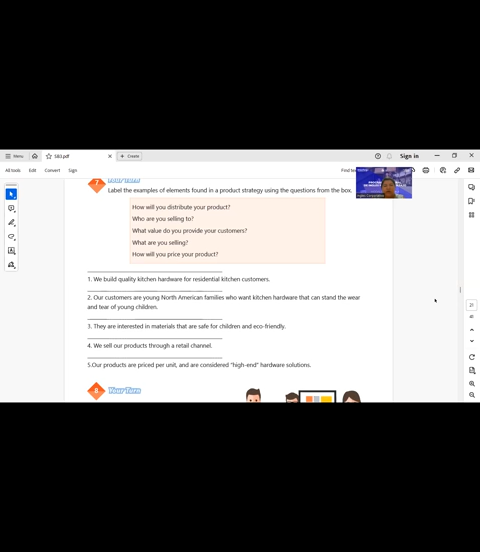 Menu
SB3.pdf
Create
Sign in
All tools
Edit
Convert
Sign
7
Your Turn
Label the examples of elements found in a product strategy using the questions from the box.
How will you distribute your product?
Who are you selling to?
What value do you provide your customers?
What are you selling?
How will you price your product?
1. We build quality kitchen hardware for residential kitchen customers.
2. Our customers are young North American families who want kitchen hardware that can stand the wear
and tear of young children.
3. They are interested in materials that are safe for children and eco-friendly.
4. We sell our products through a retail channel.
5.Our products are priced per unit, and are considered "high-end" hardware solutions.
8
Your Turn